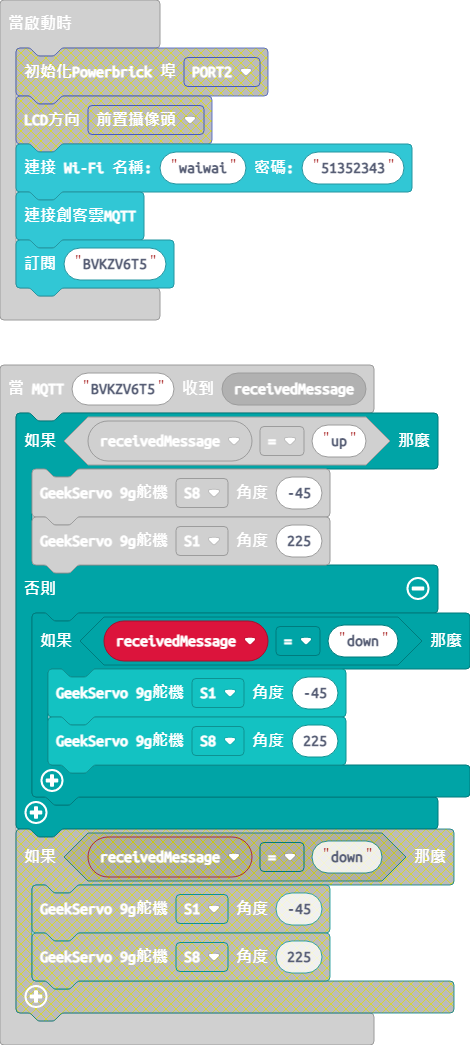 當啟動時
初始化Powerbrick 埠 PORT2
LCD方向 前置攝像頭
連接 Wi-Fi 名稱: "waiwai" 密碼: "51352343"
連接創客雲MQTT
訂閱 "BVKZV6T5"
當 MQTT "BVKZV6T5" 收到 receivedMessage
如果 receivedMessage = "up" 那麼
GeekServo 9g舵機 S8 角度 -45
GeekServo 9g舵機 S1 角度 225
否則
如果 receivedMessage = "down" 那麼
GeekServo 9g舵機 S1 角度 -45
GeekServo 9g舵機 S8 角度 225
如果 receivedMessage = "down" 那麼
GeekServo 9g舵機 S1 角度 -45
GeekServo 9g舵機 S8 角度 225